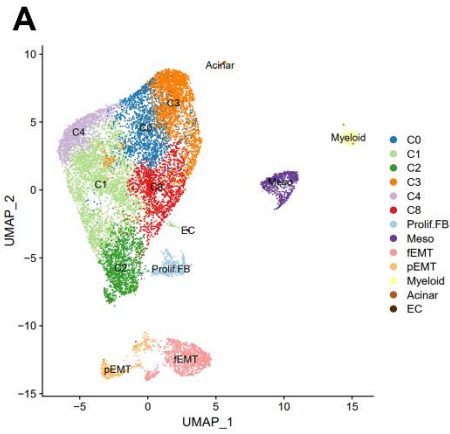 A
Acinar
C3
C0
C4
Myeloid
C1
C8
Meso
EC
C2
Prolif.FB
pEMT
fEMT
10
5
0
−5
−10
−15
UMAP_2
−5
0
5
10
15
UMAP_1
C0
C1
C2
C3
C4
C8
Prolif.FB
Meso
fEMT
pEMT
Myeloid
Acinar
EC